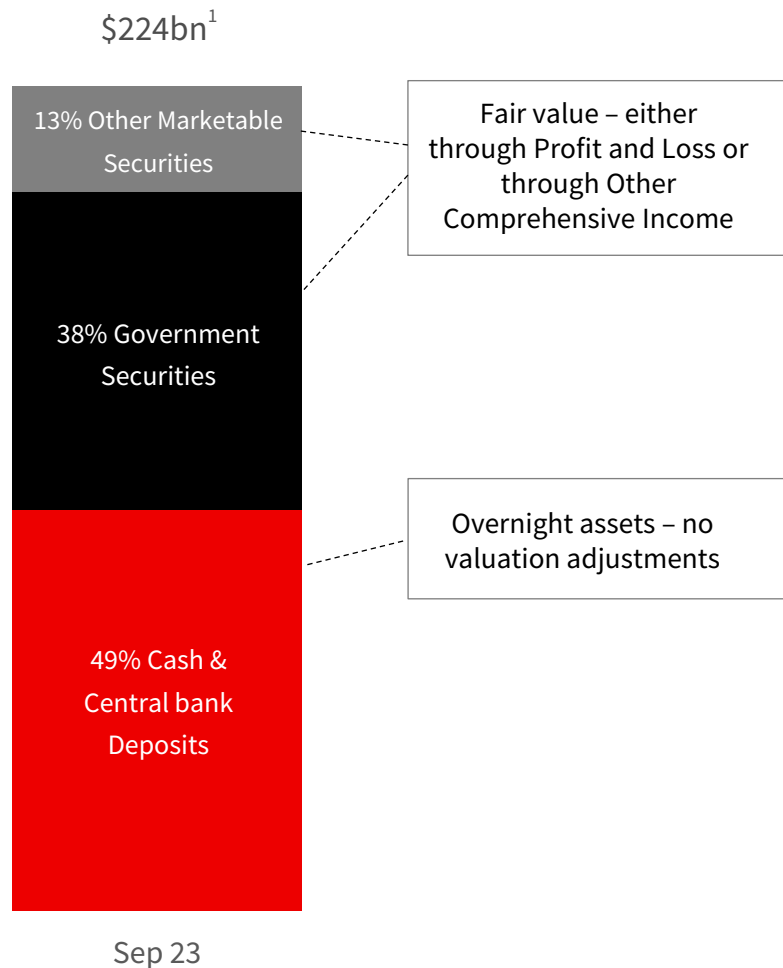 $224bn1
13% Other Marketable
Securities
Fair value – either
through Profit and Loss or
through Other
Comprehensive Income
38% Government
Securities
Overnight assets – no
valuation adjustments
49% Cash &
Central bank
Deposits
Sep 23